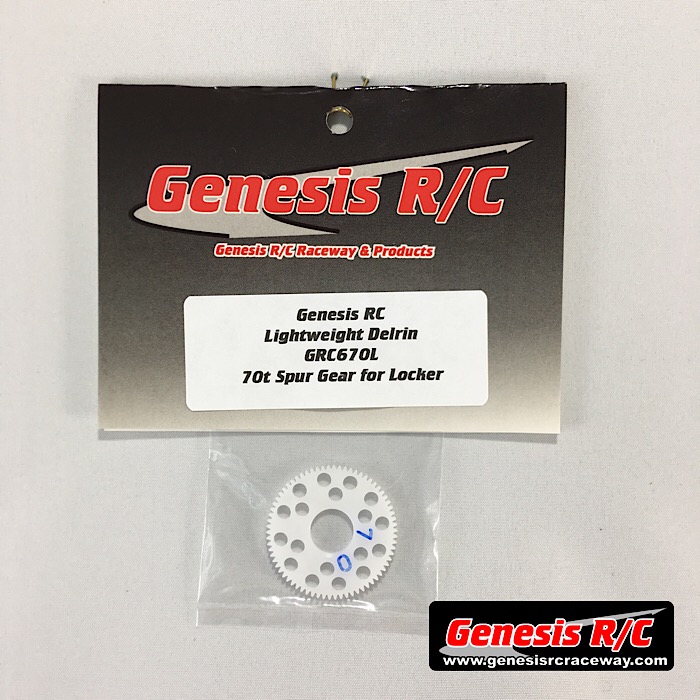 Genesis R/C
Genesis R/C Raceway & Products
Genesis RC
Lightweight Delrin
GRC670L
70t Spur Gear for Locker
70
Genesis R/C
www.genesisrcraceway.com